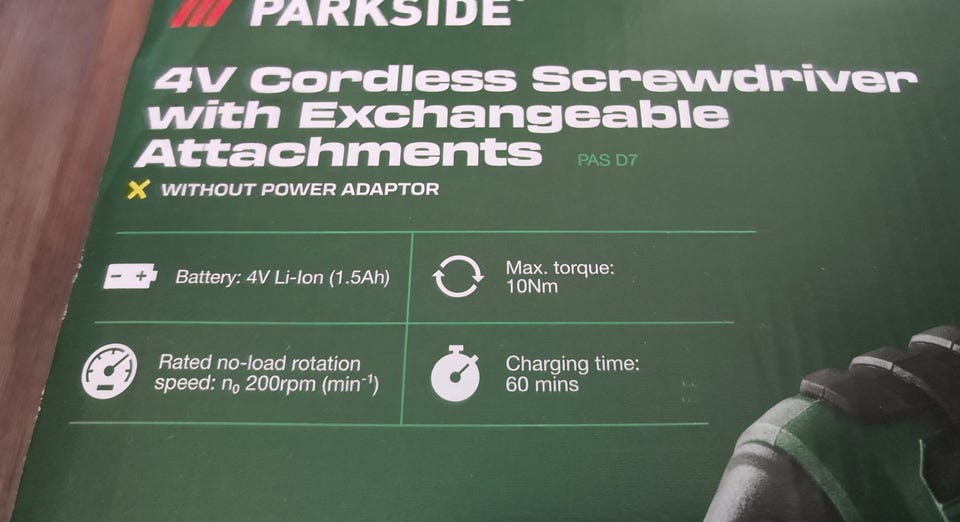 PARKSIDE®
4V Cordless Screwdriver
with Exchangeable
Attachments PAS D7
WITHOUT POWER ADAPTOR
Battery: 4V Li-Ion (1.5Ah)
Max. torque:
10Nm
Rated no-load rotation
speed: n₀ 200rpm (min⁻¹)
Charging time:
60 mins